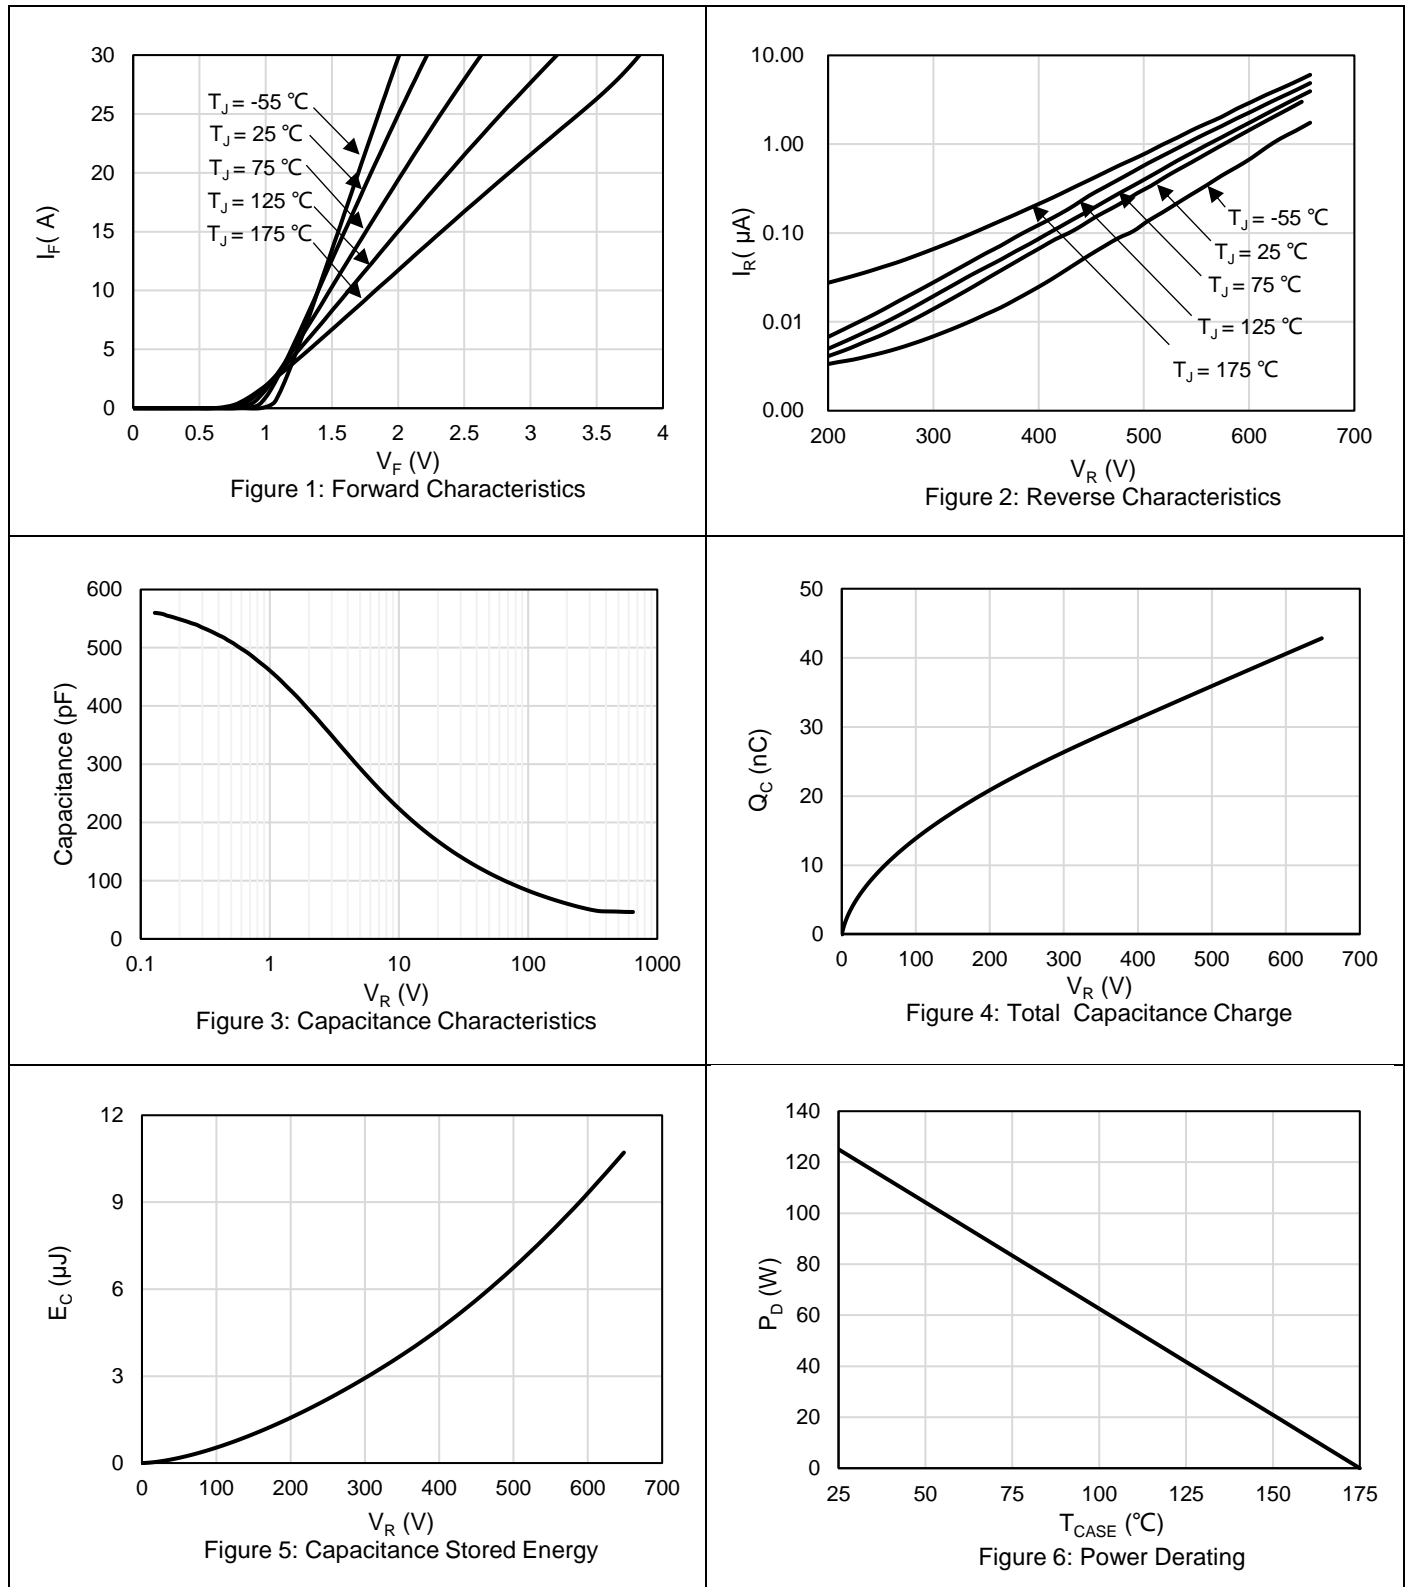 30
25
20
15
10
5
0
I_F( A)
T_J = -55 ℃
T_J = 25 ℃
T_J = 75 ℃
T_J = 125 ℃
T_J = 175 ℃
0 0.5 1 1.5 2 2.5 3 3.5 4
V_F (V)
Figure 1: Forward Characteristics
10.00
1.00
0.10
0.01
0.00
I_R( μA)
T_J = -55 ℃
T_J = 25 ℃
T_J = 75 ℃
T_J = 125 ℃
T_J = 175 ℃
200 300 400 500 600 700
V_R (V)
Figure 2: Reverse Characteristics
600
500
400
300
200
100
0
Capacitance (pF)
0.1 1 10 100 1000
V_R (V)
Figure 3: Capacitance Characteristics
50
40
30
20
10
0
Q_C (nC)
0 100 200 300 400 500 600 700
V_R (V)
Figure 4: Total Capacitance Charge
12
9
6
3
0
E_C (μJ)
0 100 200 300 400 500 600 700
V_R (V)
Figure 5: Capacitance Stored Energy
140
120
100
80
60
40
20
0
P_D (W)
25 50 75 100 125 150 175
T_CASE (℃)
Figure 6: Power Derating